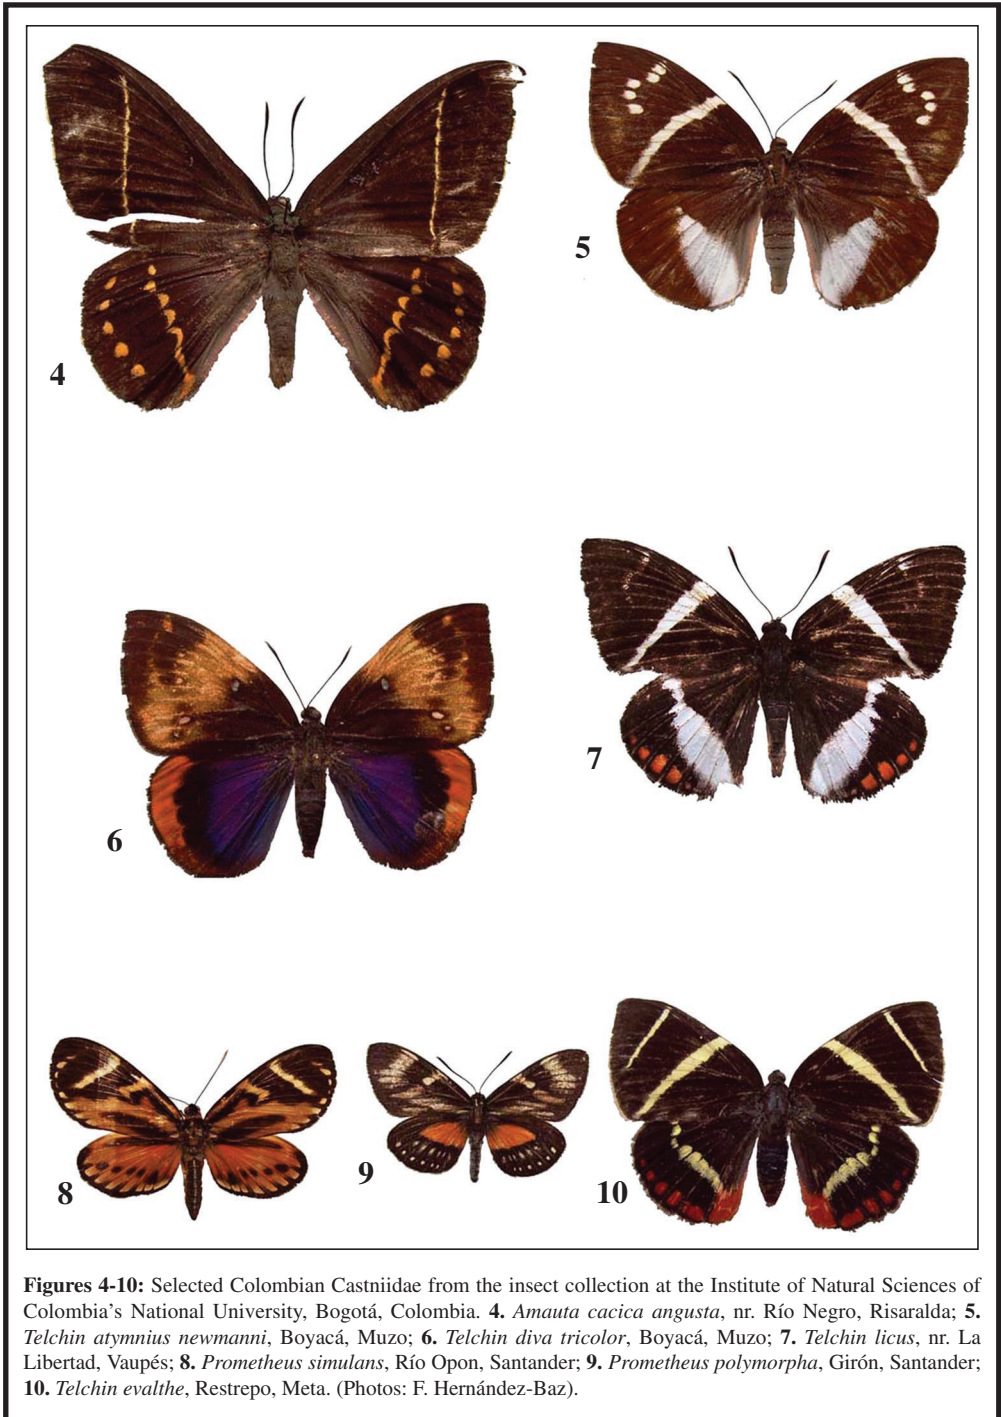 4
5
6
7
8
9
10
Figures 4-10: Selected Colombian Castniidae from the insect collection at the Institute of Natural Sciences of
Colombia's National University, Bogotá, Colombia. 4. Amauta cacica angusta, nr. Río Negro, Risaralda; 5.
Telchin atymnius newmanni, Boyacá, Muzo; 6. Telchin diva tricolor, Boyacá, Muzo; 7. Telchin licus, nr. La
Libertad, Vaupés; 8. Prometheus simulans, Río Opon, Santander; 9. Prometheus polymorpha, Girón, Santander;
10. Telchin evalthe, Restrepo, Meta. (Photos: F. Hernández-Baz).